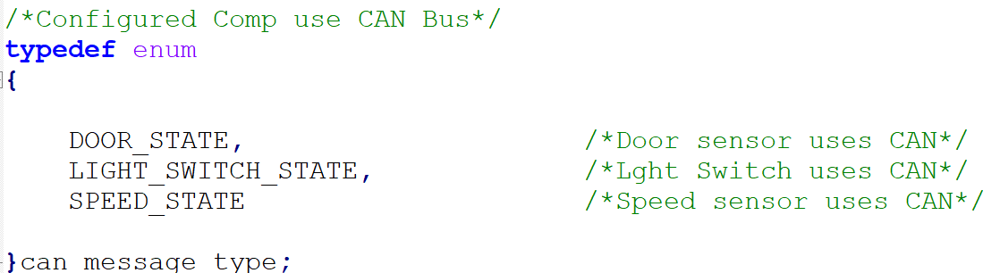 /*Configured Comp use CAN Bus*/
typedef enum
{
DOOR_STATE, /*Door sensor uses CAN*/
LIGHT_SWITCH_STATE, /*Lght Switch uses CAN*/
SPEED_STATE /*Speed sensor uses CAN*/
}can_message_type;